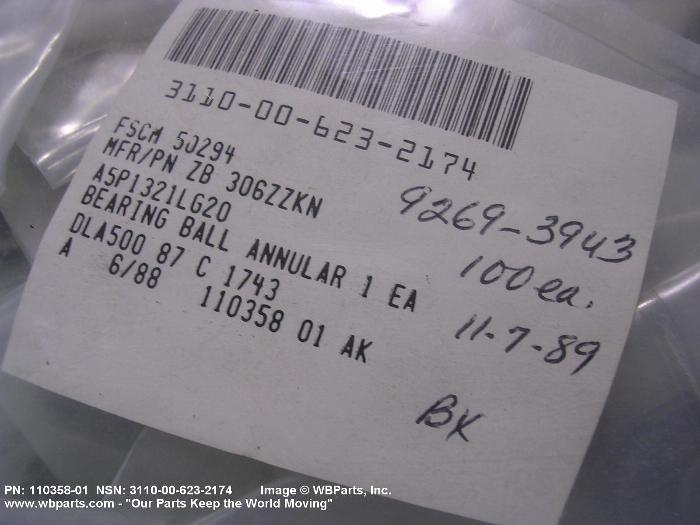 3110-00-623-2174
FSCM 50294
MFR/PN ZB 306ZZKN
A5P1321LG20
BEARING BALL ANNULAR 1 EA
DLA500 87 C 1743
A 6/88 110358 01 AK
9269-3943
100 ea.
11-7-89
BK
PN: 110358-01 NSN: 3110-00-623-2174 Image © WBParts, Inc.
www.wbparts.com - "Our Parts Keep the World Moving"